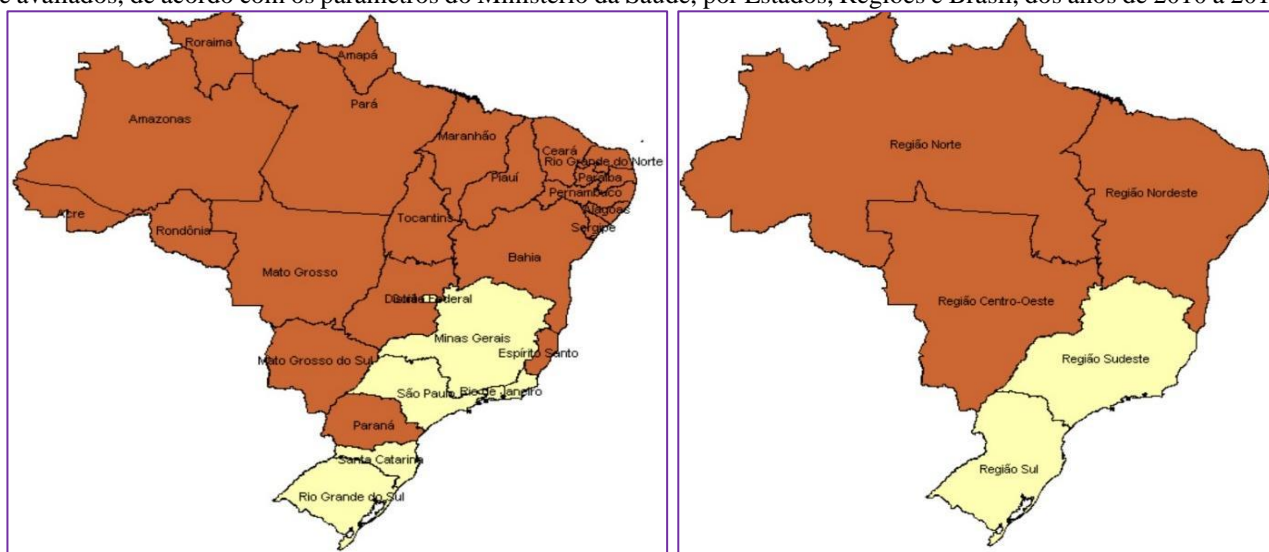 e avaliados, de acordo com os parâmetros do Ministério da Saúde, por Estados, Regiões e Brasil, dos anos de 2010 a 201
Roraima
Amapá
Amazonas
Pará
Maranhão
Ceará
Rio Grande do Norte
Paraíba
Piauí
Pernambuco
Alagoas
Acre
Tocantins
Sergipe
Rondônia
Bahia
Mato Grosso
Federal
Minas Gerais
Espírito Santo
Mato Grosso do Sul
São Paulo
Rio de Janeiro
Paraná
Santa Catarina
Rio Grande do Sul
Região Norte
Região Nordeste
Região Centro-Oeste
Região Sudeste
Região Sul